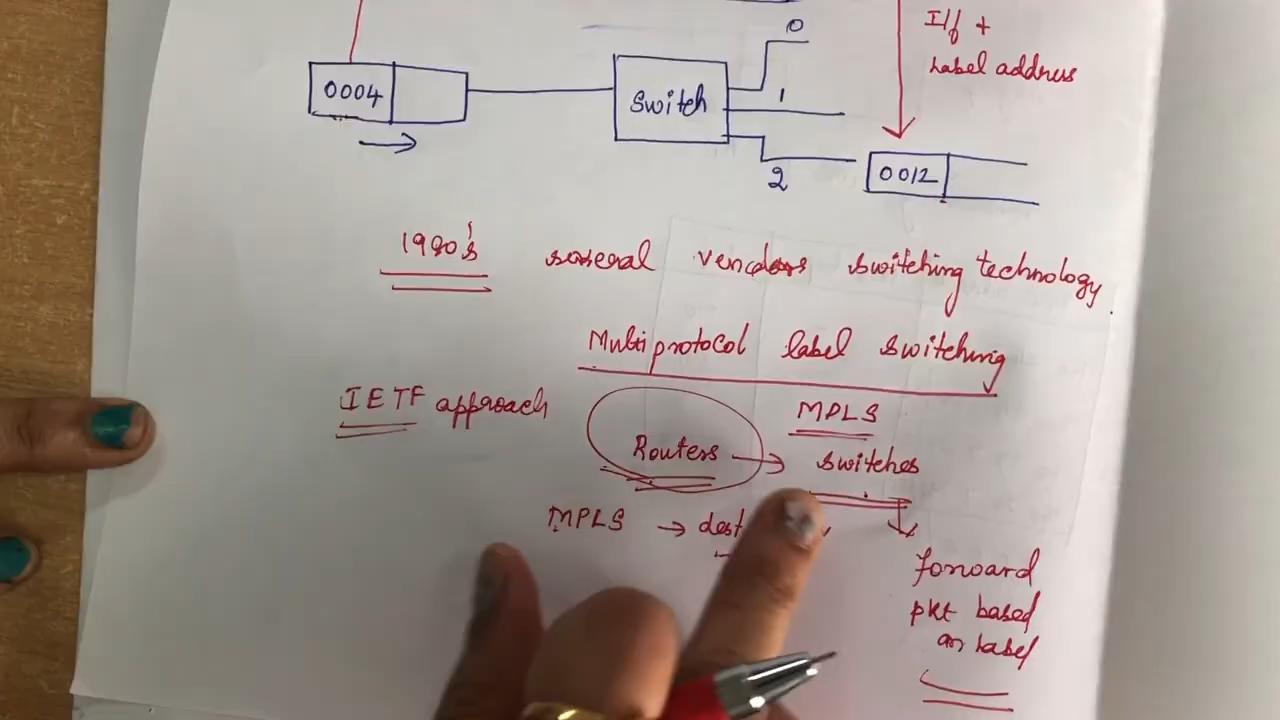 I/f +
Label address
0
0004
Switch
1
2
0012
1980's several vendors switching technology
Multiprotocol label switching
IETF approach
MPLS
Routers → switches
MPLS → dest
forward
pkt based
on label